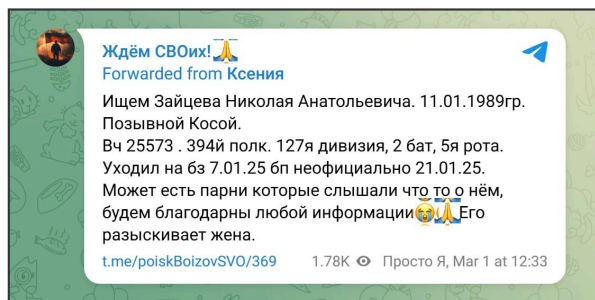 Ждём СВОих!🙏
Forwarded from Ксения
Ищем Зайцева Николая Анатольевича. 11.01.1989гр.
Позывной Косой.
Вч 25573 . 394й полк. 127я дивизия, 2 бат, 5я рота.
Уходил на бз 7.01.25 бп неофициально 21.01.25.
Может есть парни которые слышали что то о нём,
будем благодарны любой информации😭🙏Его
разыскивает жена.
t.me/poiskBoizovSVO/369 1.78K Просто Я, Mar 1 at 12:33